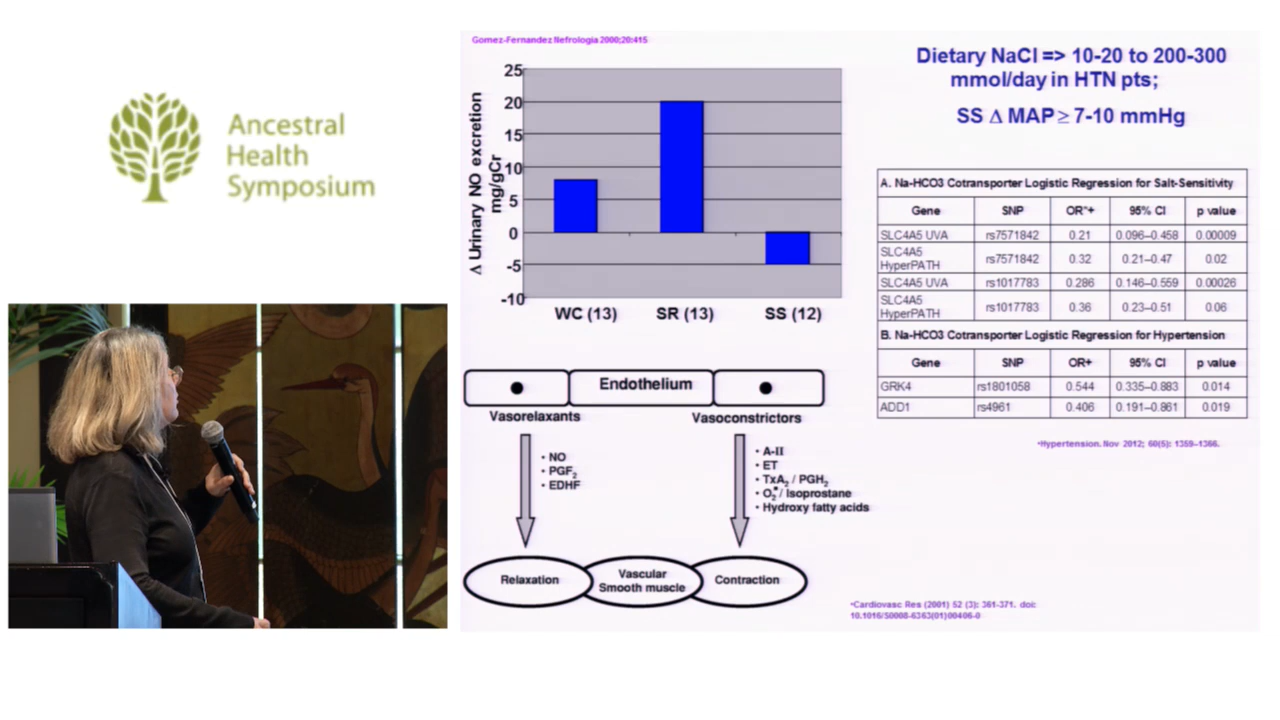 Ancestral
Health
Symposium
Gomez-Fernandez Nefrologia 2000;20:415
Δ Urinary NO excretion
mg/gCr
25
20
15
10
5
0
-5
-10
WC (13) SR (13) SS (12)
Dietary NaCl => 10-20 to 200-300
mmol/day in HTN pts;
SS Δ MAP ≥ 7-10 mmHg
A. Na-HCO3 Cotransporter Logistic Regression for Salt-Sensitivity
Gene SNP OR*+ 95% CI p value
SLC4A5 UVA rs7571842 0.21 0.096–0.458 0.00009
SLC4A5
HyperPATH rs7571842 0.32 0.21–0.47 0.02
SLC4A5 UVA rs1017783 0.286 0.146–0.559 0.00026
SLC4A5
HyperPATH rs1017783 0.36 0.23–0.51 0.06
B. Na-HCO3 Cotransporter Logistic Regression for Hypertension
Gene SNP OR+ 95% CI p value
GRK4 rs1801058 0.544 0.335–0.883 0.014
ADD1 rs4961 0.406 0.191–0.861 0.019
•Hypertension. Nov 2012; 60(5): 1359–1366.
Endothelium
Vasorelaxants Vasoconstrictors
• NO
• PGF₂
• EDHF
• A-II
• ET
• TxA₂ / PGH₂
• O₂•/ Isoprostane
• Hydroxy fatty acids
Relaxation
Vascular
Smooth muscle
Contraction
•Cardiovasc Res (2001) 52 (3): 361-371. doi:
10.1016/S0008-6363(01)00406-0